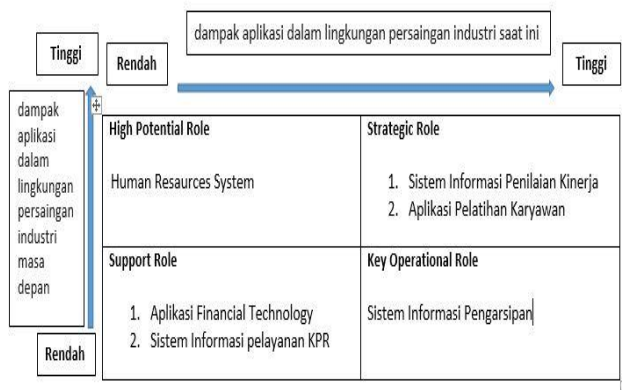 dampak aplikasi dalam lingkungan persaingan industri saat ini
Tinggi
Rendah
Tinggi
dampak
aplikasi
dalam
lingkungan
persaingan
industri
masa
depan
Rendah
High Potential Role
Human Resaurces System
Strategic Role
1. Sistem Informasi Penilaian Kinerja
2. Aplikasi Pelatihan Karyawan
Support Role
1. Aplikasi Financial Technology
2. Sistem Informasi pelayanan KPR
Key Operational Role
Sistem Informasi Pengarsipan